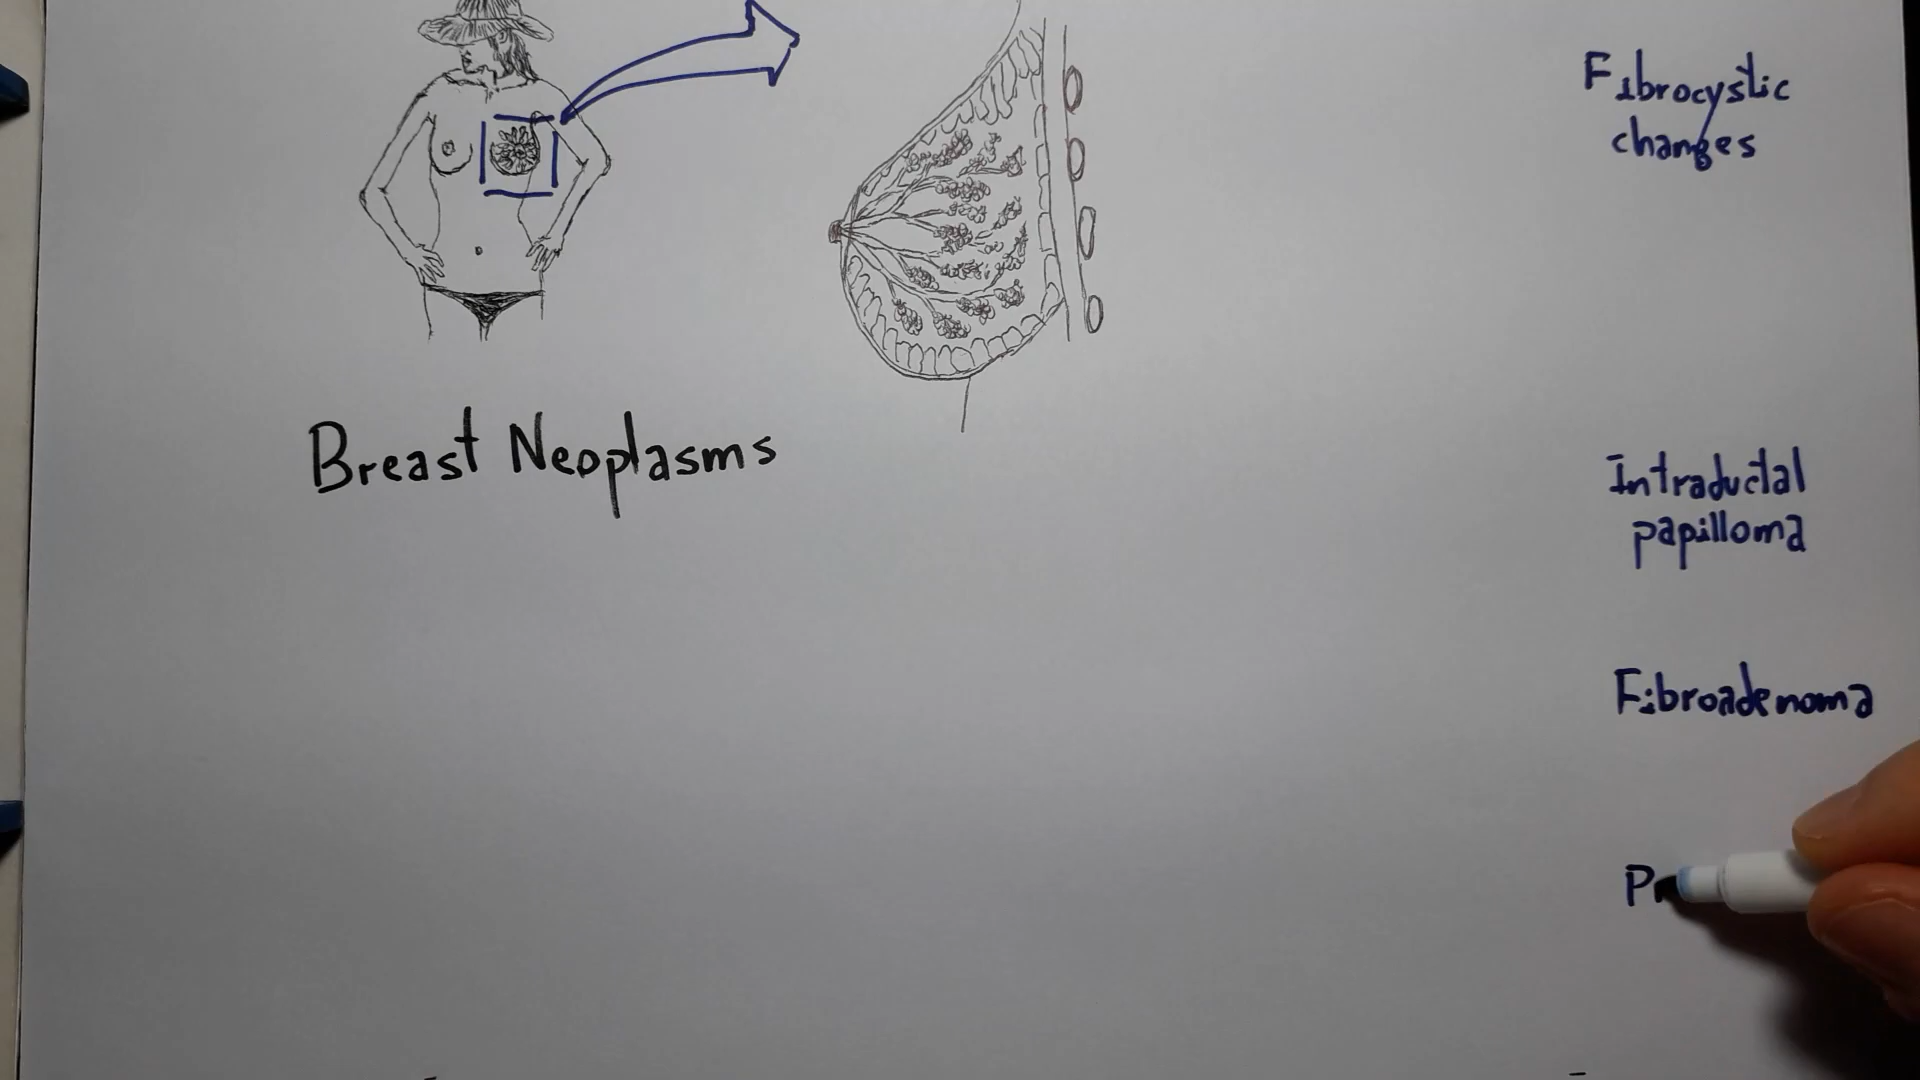 Fibrocystic
changes
Breast Neoplasms
Intraductal
papilloma
Fibroadenoma